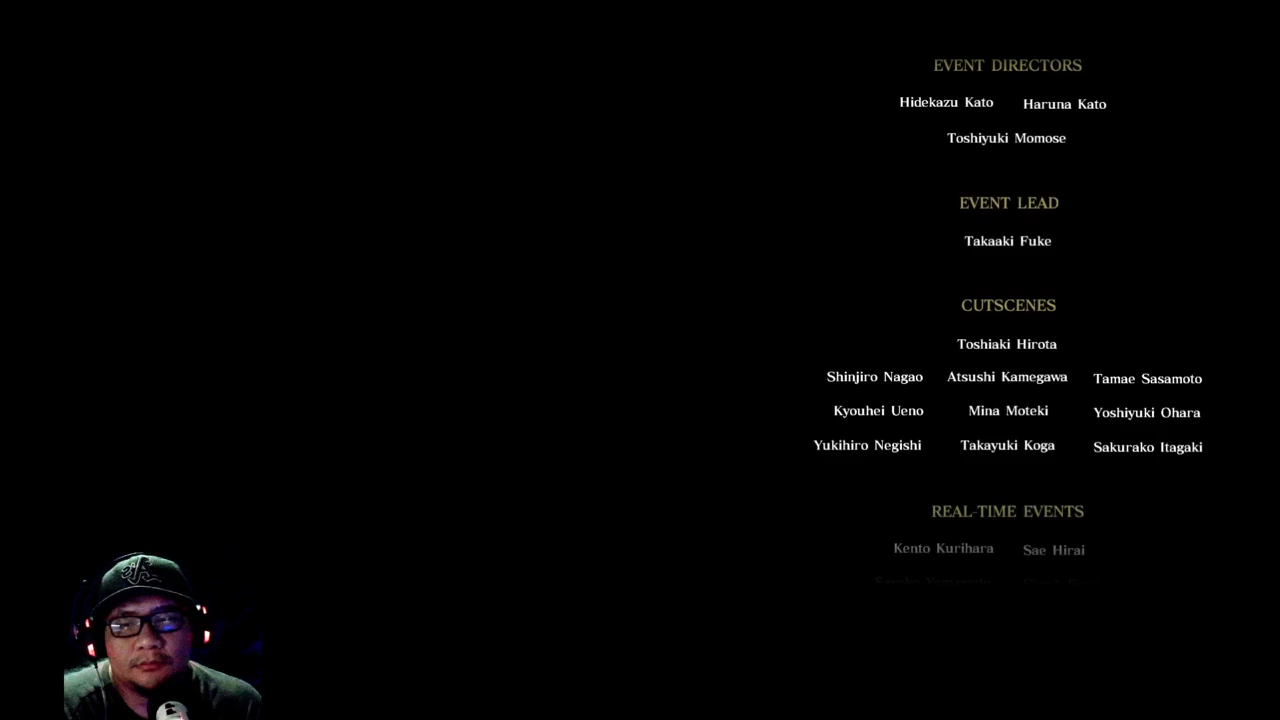 EVENT DIRECTORS
Hidekazu Kato Haruna Kato
Toshiyuki Momose
EVENT LEAD
Takaaki Fuke
CUTSCENES
Toshiaki Hirota
Shinjiro Nagao Atsushi Kamegawa Tamae Sasamoto
Kyouhei Ueno Mina Moteki Yoshiyuki Ohara
Yukihiro Negishi Takayuki Koga Sakurako Itagaki
REAL-TIME EVENTS
Kento Kurihara Sae Hirai